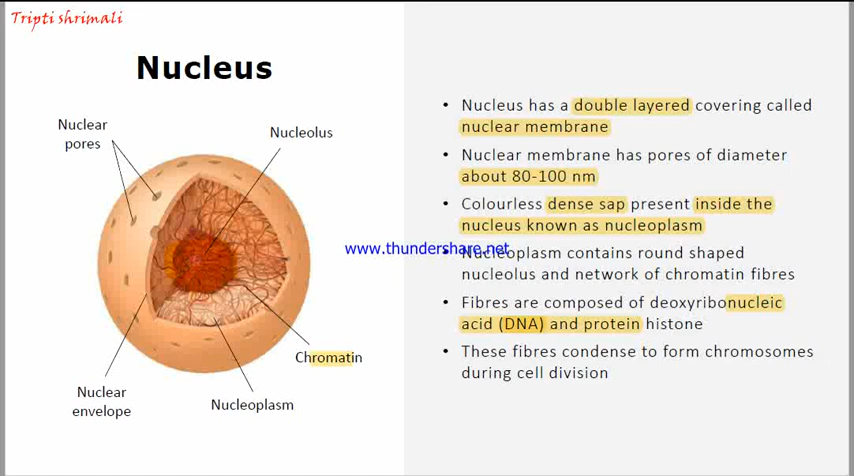 Tripti shrimali
Nucleus
Nuclear
pores
Nucleolus
Chromatin
Nucleoplasm
Nuclear
envelope
• Nucleus has a double layered covering called
nuclear membrane
• Nuclear membrane has pores of diameter
about 80-100 nm
• Colourless dense sap present inside the
nucleus known as nucleoplasm
www.thundershare.net
• Nucleoplasm contains round shaped
nucleolus and network of chromatin fibres
• Fibres are composed of deoxyribonucleic
acid (DNA) and protein histone
• These fibres condense to form chromosomes
during cell division